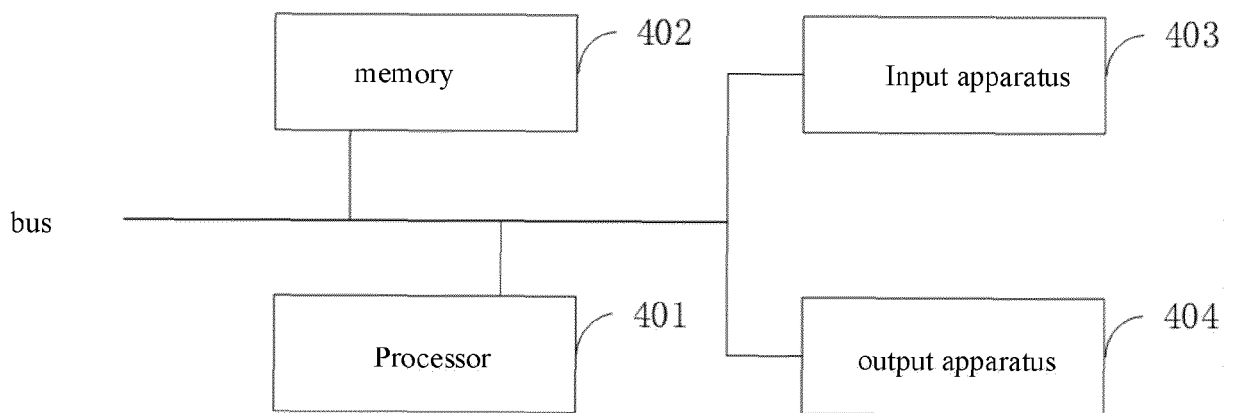 402
403
memory
Input apparatus
bus
401
404
Processor
output apparatus